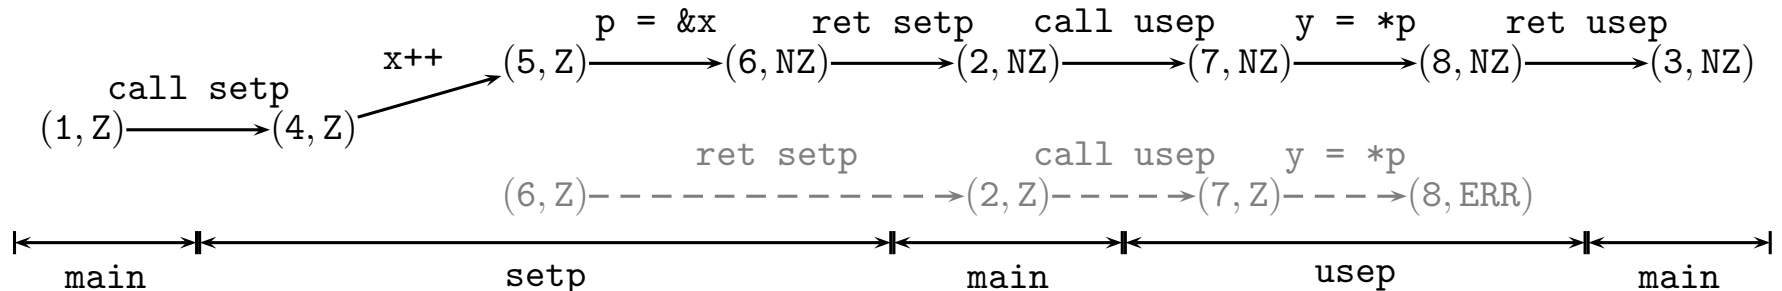 p = &x ret setp call usep y = *p ret usep
x++ (5, Z) (6, NZ) (2, NZ) (7, NZ) (8, NZ) (3, NZ)
call setp
(1, Z) (4, Z)
ret setp call usep y = *p
(6, Z) (2, Z) (7, Z) (8, ERR)
main setp main usep main